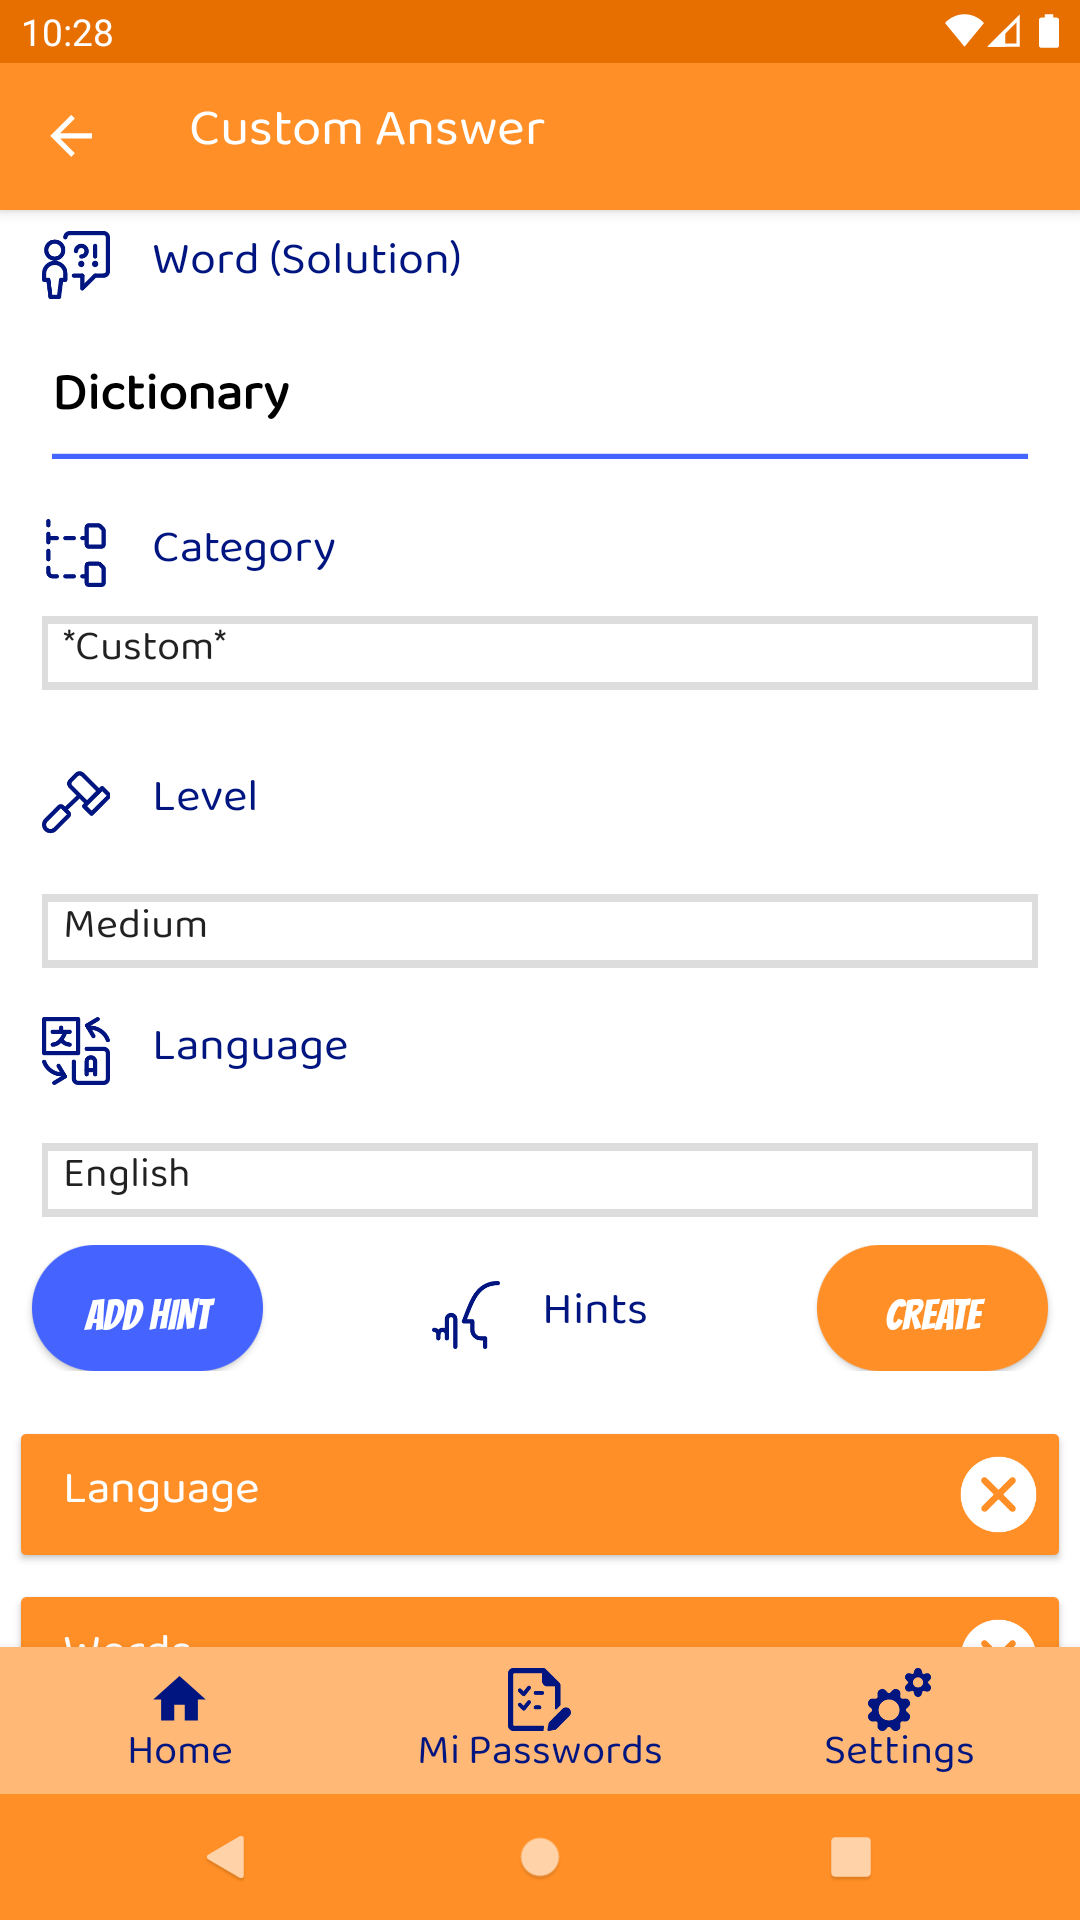 10:28
Custom Answer
Word (Solution)
Dictionary
Category
*Custom*
Level
Medium
Language
English
ADD HINT
Hints
CREATE
Language
Words
Home
Mi Passwords
Settings